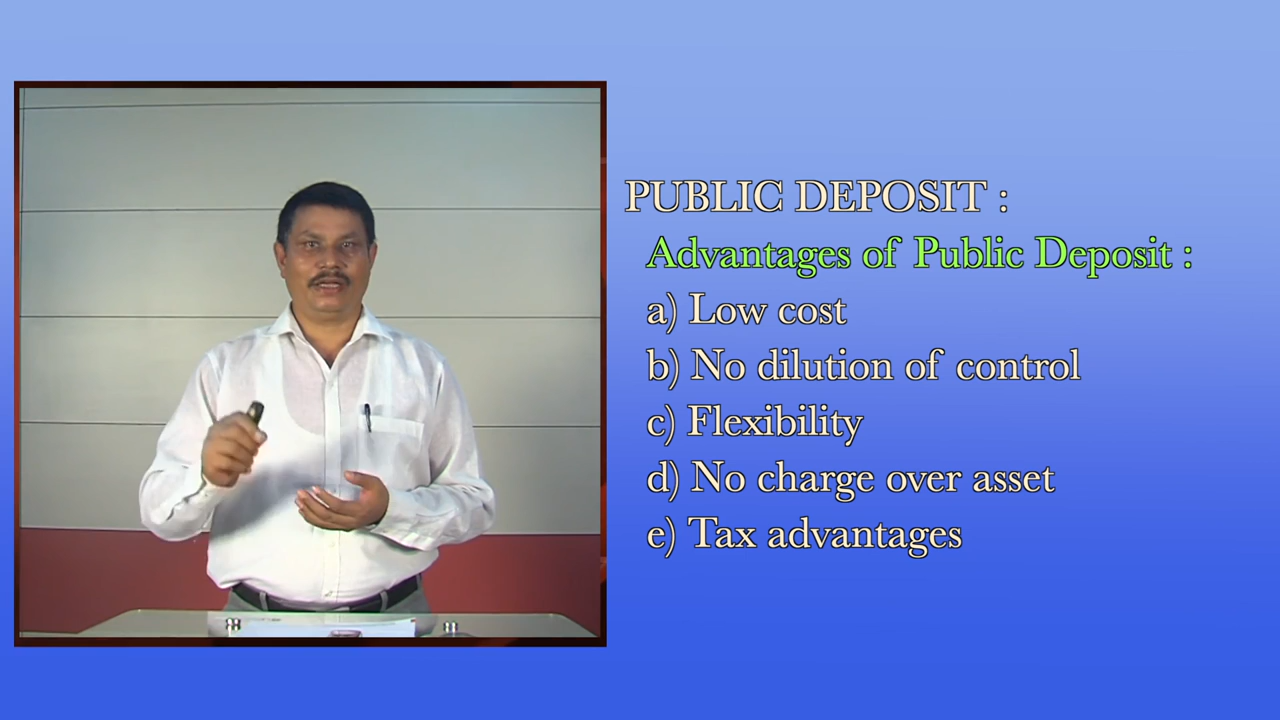 PUBLIC DEPOSIT :
Advantages of Public Deposit :
a) Low cost
b) No dilution of control
c) Flexibility
d) No charge over asset
e) Tax advantages